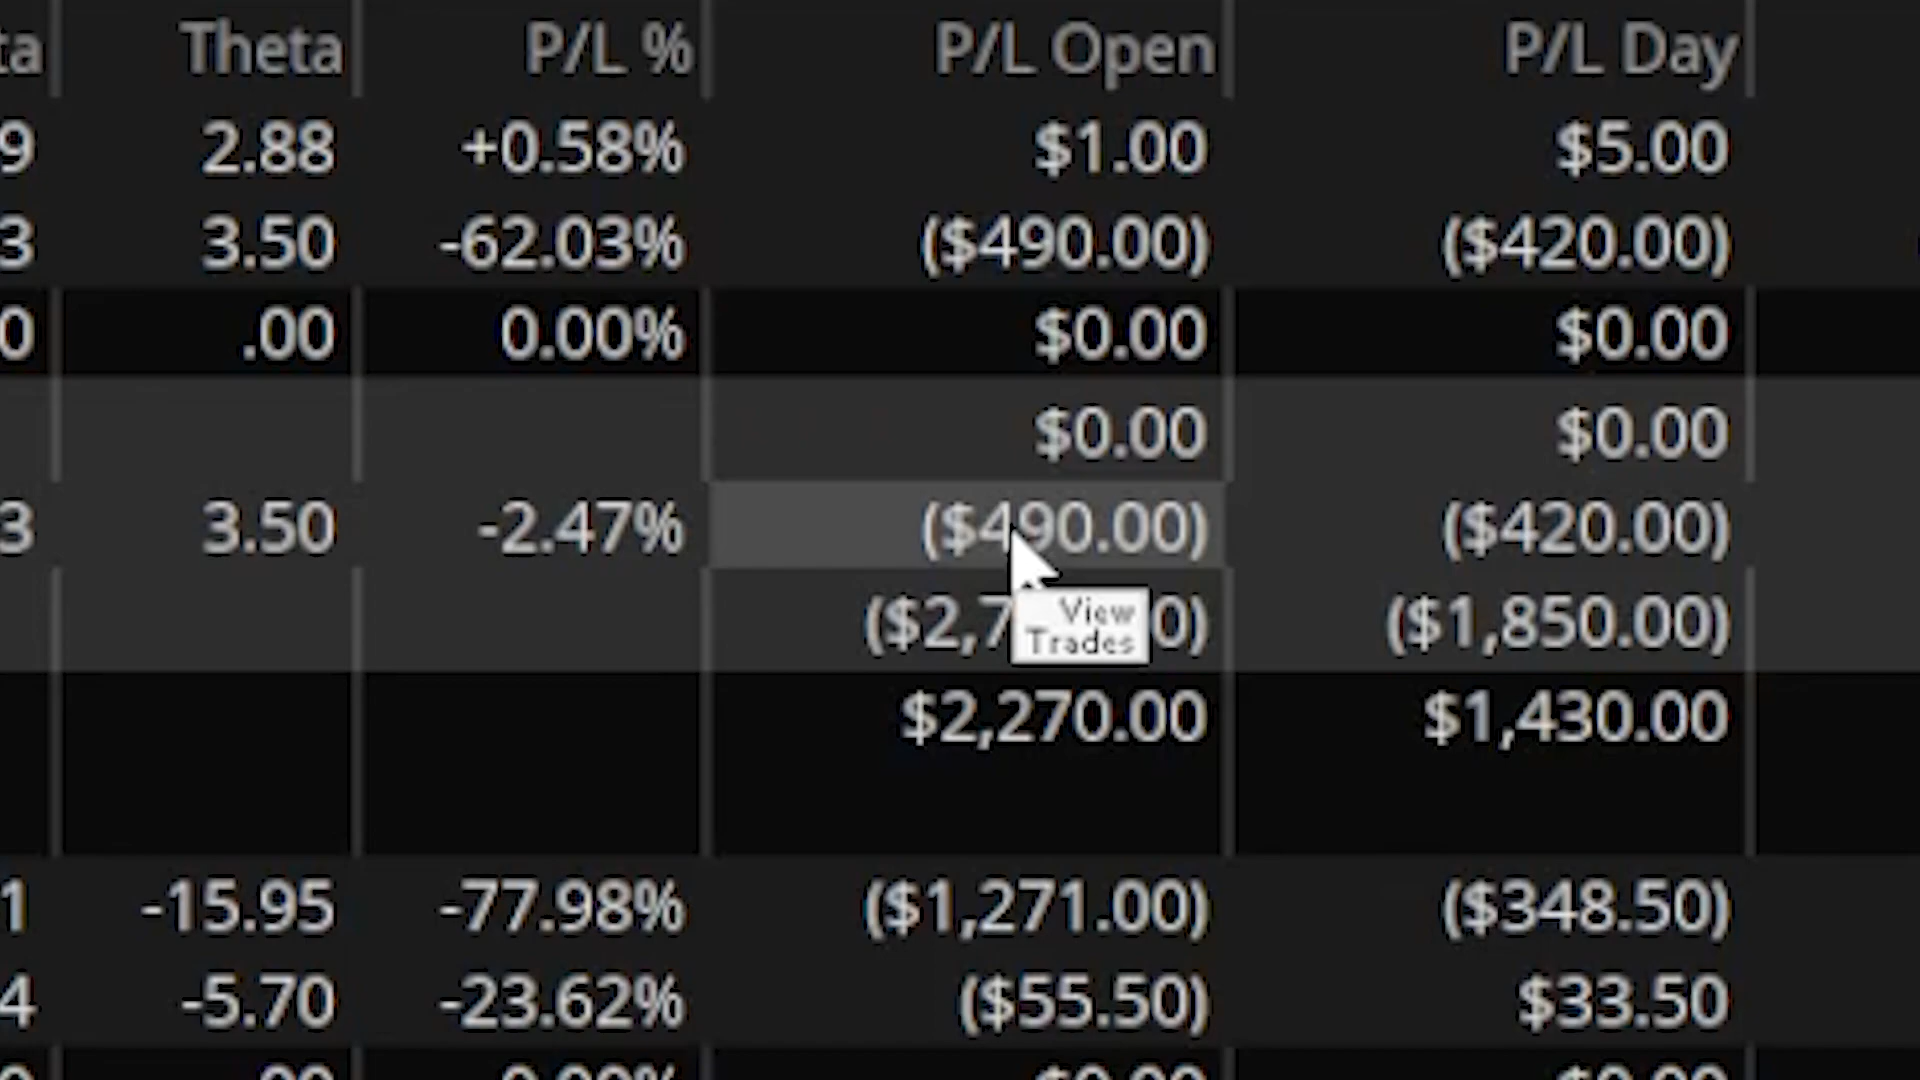 ta Theta P/L % P/L Open P/L Day
9 2.88 +0.58% $1.00 $5.00
3 3.50 -62.03% ($490.00) ($420.00)
0 .00 0.00% $0.00 $0.00
$0.00 $0.00
3 3.50 -2.47% ($490.00) ($420.00)
($2,7 0) ($1,850.00)
View
Trades
$2,270.00 $1,430.00
1 -15.95 -77.98% ($1,271.00) ($348.50)
4 -5.70 -23.62% ($55.50) $33.50